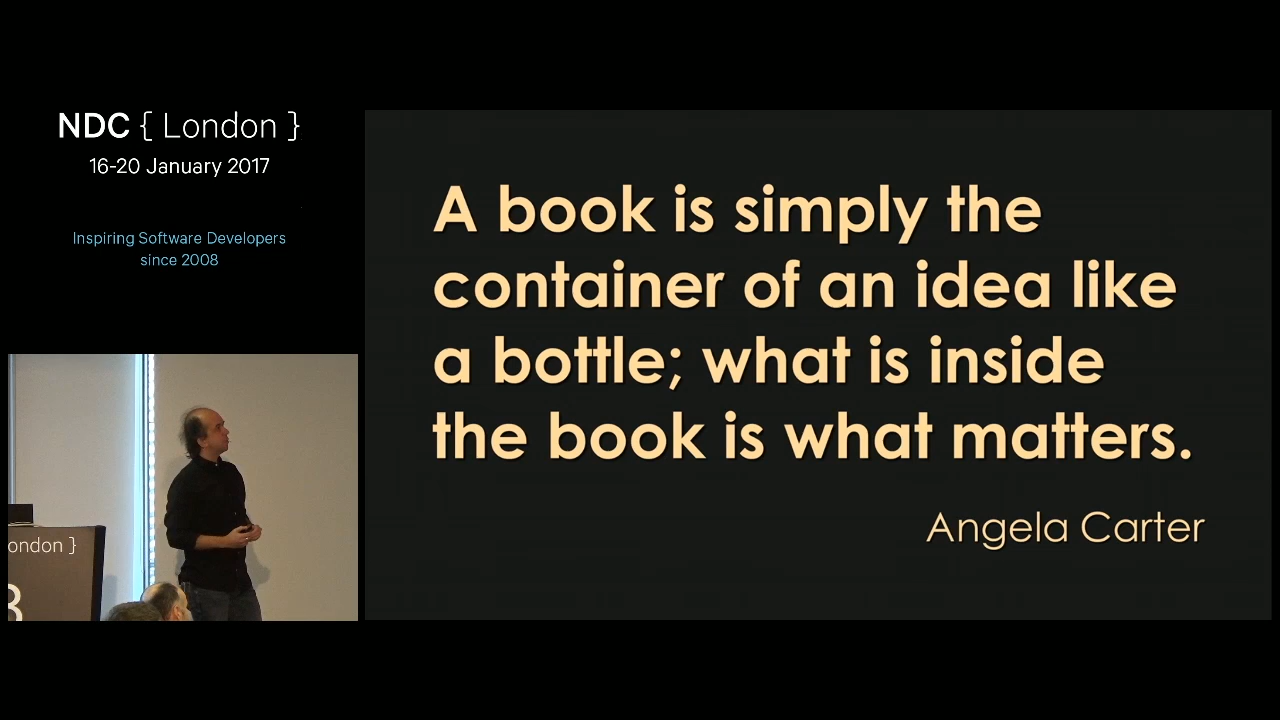 NDC { London }
16-20 January 2017
Inspiring Software Developers
since 2008
A book is simply the
container of an idea like
a bottle; what is inside
the book is what matters.
Angela Carter
ondon }